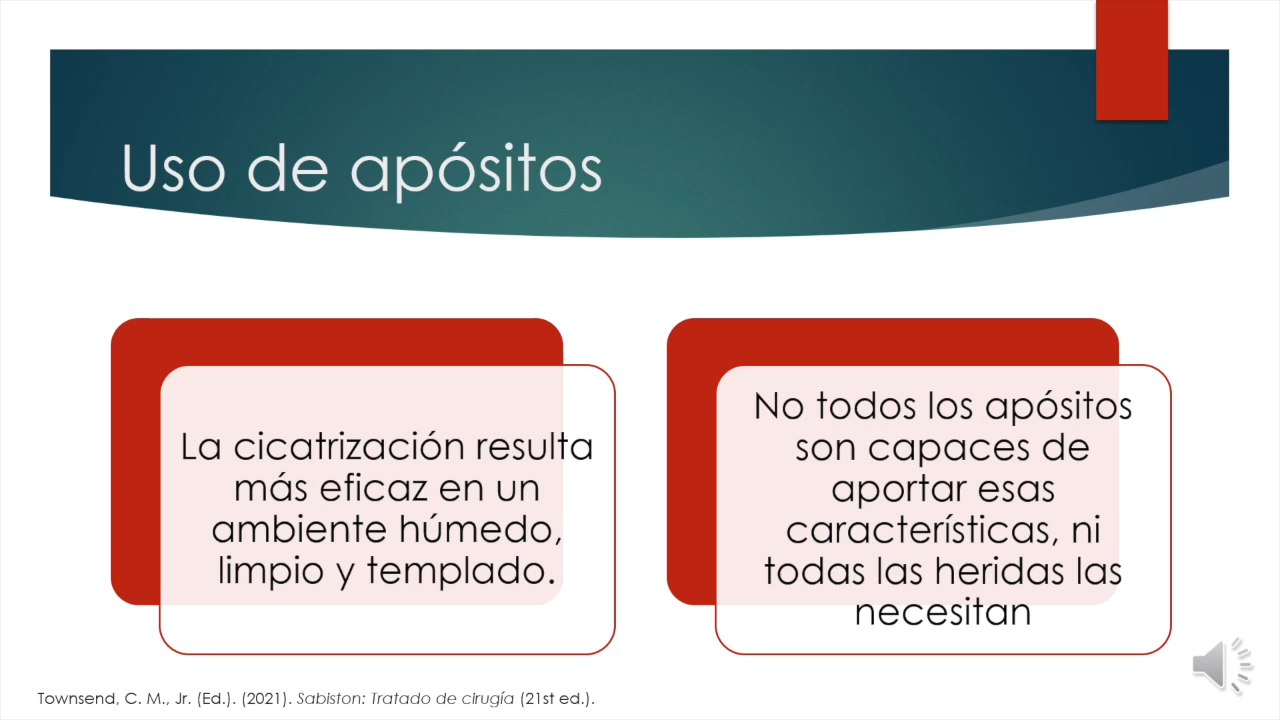 Uso de apósitos
La cicatrización resulta
más eficaz en un
ambiente húmedo,
limpio y templado.
No todos los apósitos
son capaces de
aportar esas
características, ni
todas las heridas las
necesitan
Townsend, C. M., Jr. (Ed.). (2021). Sabiston: Tratado de cirugía (21st ed.).